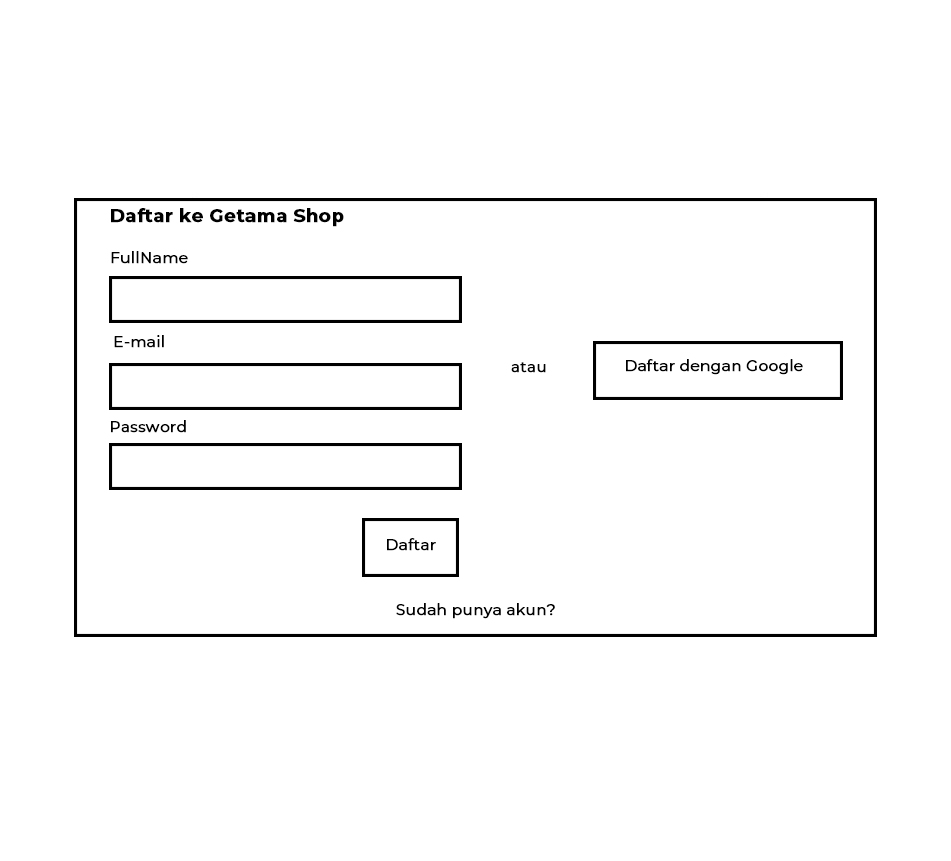 Daftar ke Getama Shop
FullName
E-mail
Password
Daftar
atau
Daftar dengan Google
Sudah punya akun?